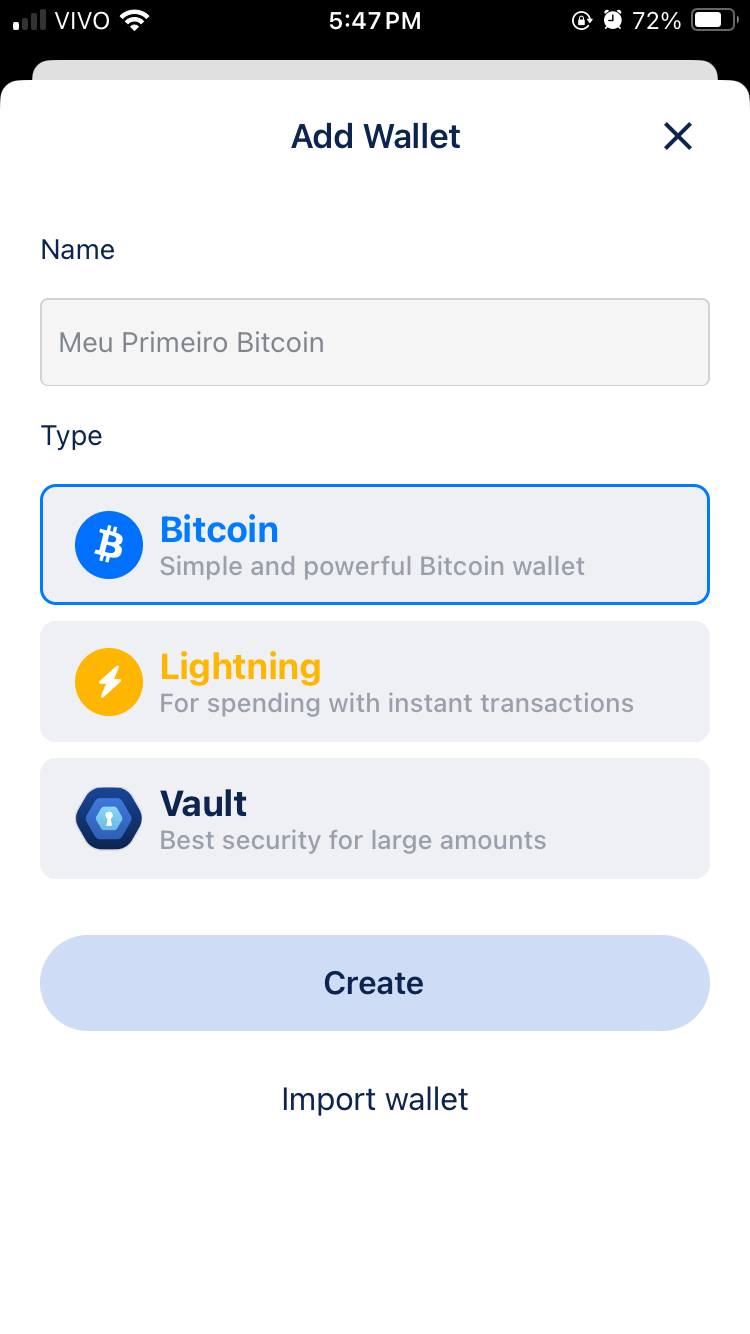 VIVO 5:47 PM 72%
Add Wallet
Name
Meu Primeiro Bitcoin
Type
Bitcoin
Simple and powerful Bitcoin wallet
Lightning
For spending with instant transactions
Vault
Best security for large amounts
Create
Import wallet